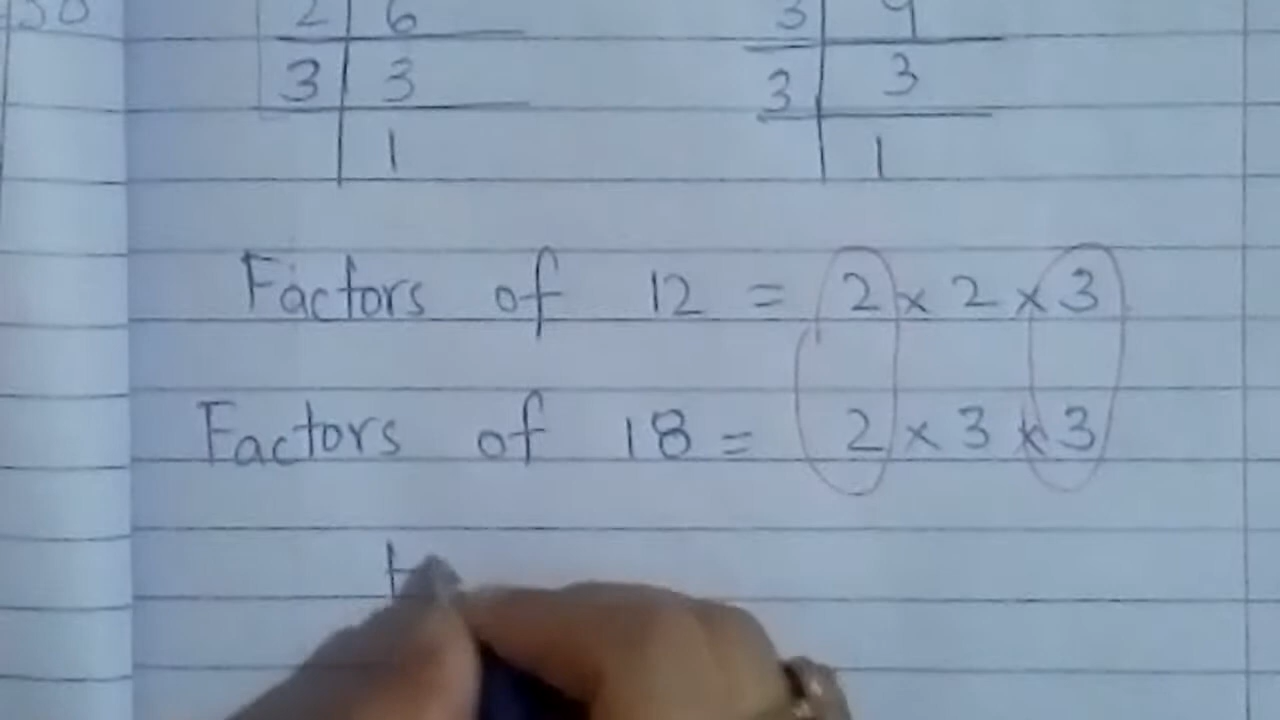 30
2 | 6
3 | 3
1
3 | 9
3 | 3
1
Factors of 12 = 2 x 2 x 3
Factors of 18 = 2 x 3 x 3
H